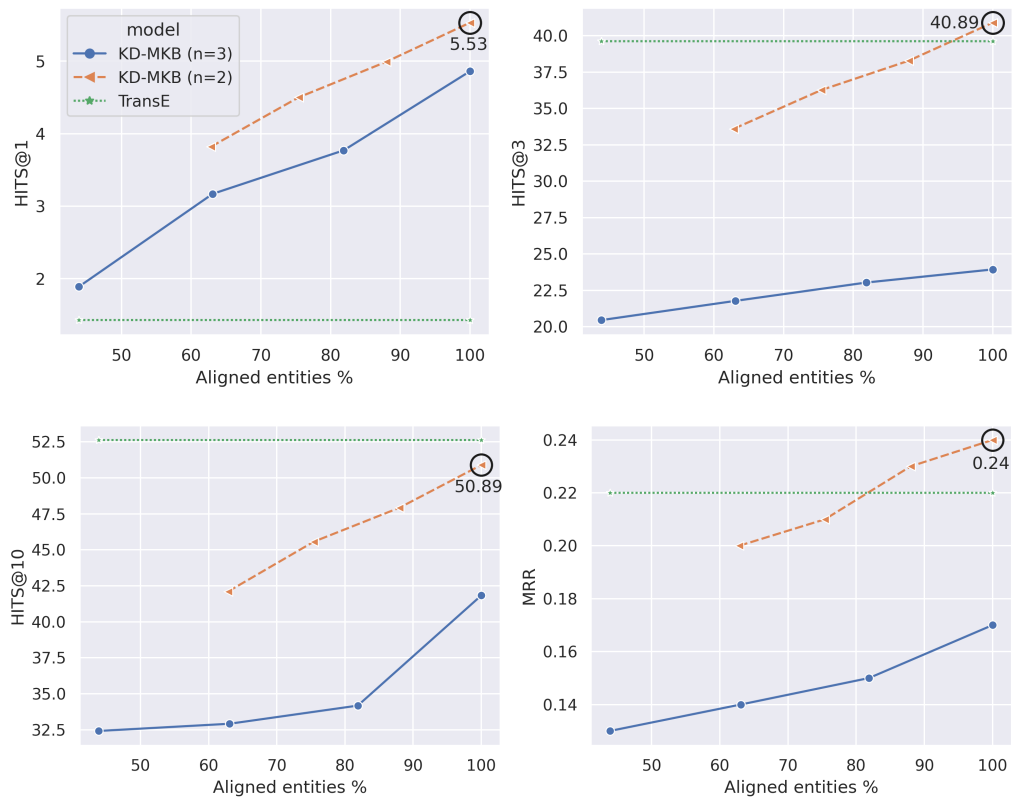 model
KD-MKB (n=3)
KD-MKB (n=2)
TransE
5.53
5
4
3
2
HITS@1
50 60 70 80 90 100
Aligned entities %
40.89
40.0
37.5
35.0
32.5
30.0
27.5
25.0
22.5
20.0
HITS@3
50 60 70 80 90 100
Aligned entities %
52.5
50.0
47.5
45.0
42.5
40.0
37.5
35.0
32.5
HITS@10
50.89
50 60 70 80 90 100
Aligned entities %
0.24
0.22
0.20
0.18
0.16
0.14
MRR
0.24
50 60 70 80 90 100
Aligned entities %